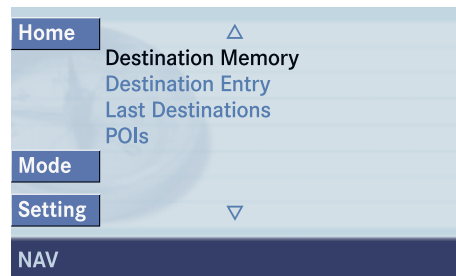 Home
Destination Memory
Destination Entry
Last Destinations
POIs
Mode
Setting
NAV